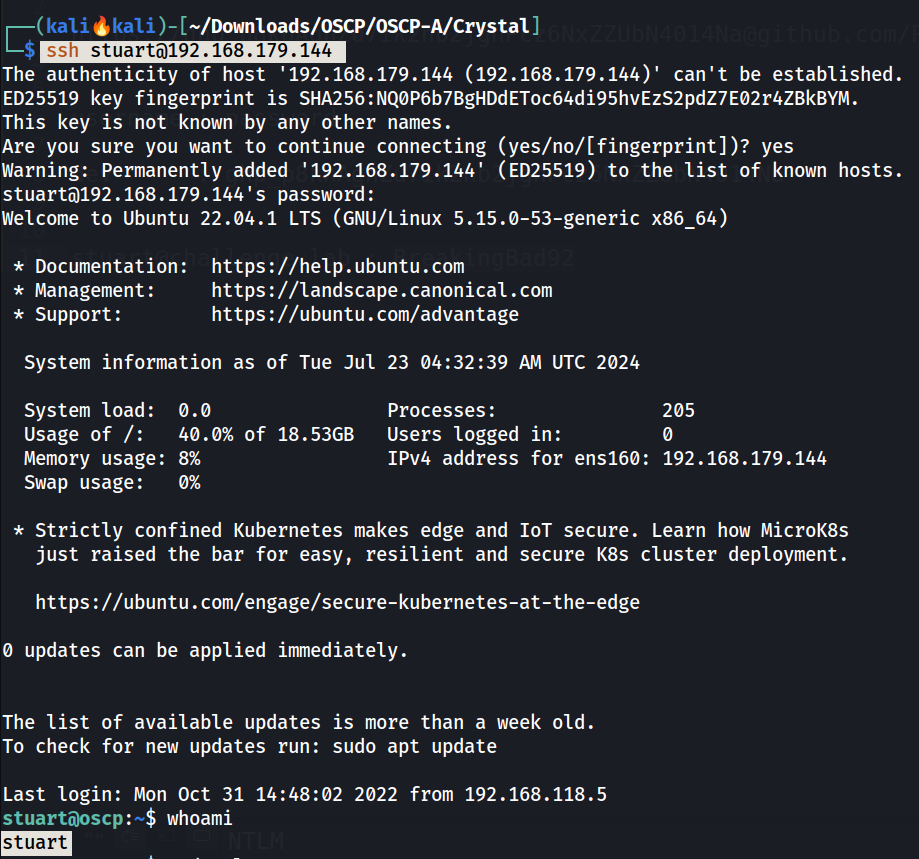 (kali🔥kali)-[~/Downloads/OSCP/OSCP-A/Crystal]
$ ssh stuart@192.168.179.144
The authenticity of host '192.168.179.144 (192.168.179.144)' can't be established.
ED25519 key fingerprint is SHA256:NQ0P6b7BgHDdEToc64di95hvEzS2pdZ7E02r4ZBkBYM.
This key is not known by any other names.
Are you sure you want to continue connecting (yes/no/[fingerprint])? yes
Warning: Permanently added '192.168.179.144' (ED25519) to the list of known hosts.
stuart@192.168.179.144's password:
Welcome to Ubuntu 22.04.1 LTS (GNU/Linux 5.15.0-53-generic x86_64)
* Documentation:  https://help.ubuntu.com
* Management:     https://landscape.canonical.com
* Support:        https://ubuntu.com/advantage
System information as of Tue Jul 23 04:32:39 AM UTC 2024
System load:  0.0                Processes:               205
Usage of /:   40.0% of 18.53GB   Users logged in:         0
Memory usage: 8%                 IPv4 address for ens160: 192.168.179.144
Swap usage:   0%
* Strictly confined Kubernetes makes edge and IoT secure. Learn how MicroK8s
just raised the bar for easy, resilient and secure K8s cluster deployment.
https://ubuntu.com/engage/secure-kubernetes-at-the-edge
0 updates can be applied immediately.
The list of available updates is more than a week old.
To check for new updates run: sudo apt update
Last login: Mon Oct 31 14:48:02 2022 from 192.168.118.5
stuart@oscp:~$ whoami
stuart
NTLM